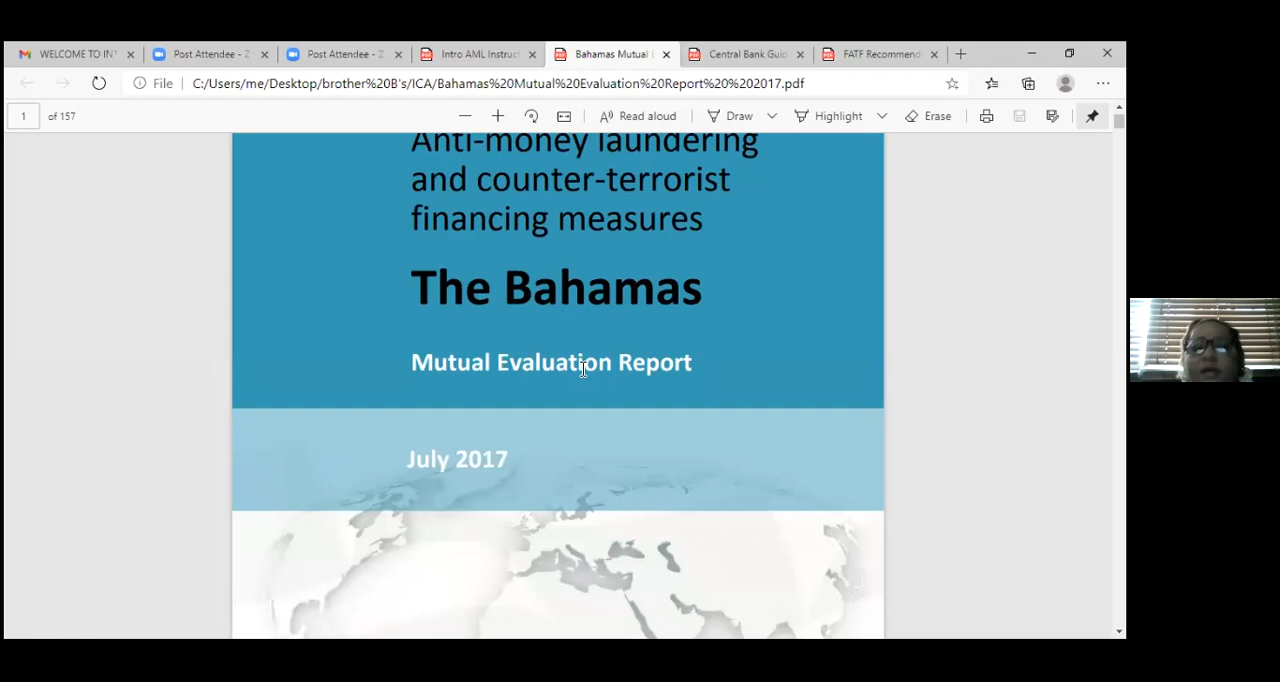 WELCOME TO INT
Post Attendee - Z
Post Attendee - Z
Intro AML Instruc
Bahamas Mutual E
Central Bank Guid
FATF Recommend
File
C:/Users/me/Desktop/brother%20B's/ICA/Bahamas%20Mutual%20Evaluation%20Report%20%202017.pdf
1 of 157
Read aloud
Draw
Highlight
Erase
Anti-money laundering
and counter-terrorist
financing measures
The Bahamas
Mutual Evaluation Report
July 2017